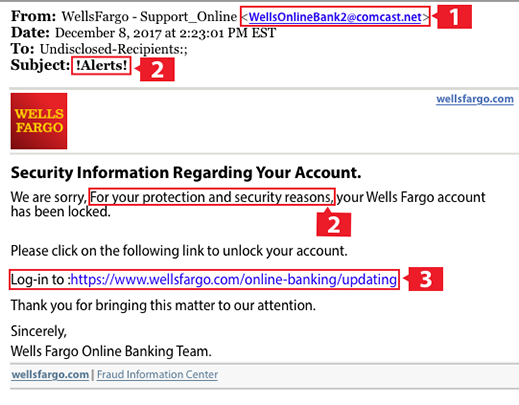 From: WellsFargo - Support_Online <WellsOnlineBank2@comcast.net> 1
Date: December 8, 2017 at 2:23:01 PM EST
To: Undisclosed-Recipients:;
Subject: !Alerts! 2
WELLS
FARGO
wellsfargo.com
Security Information Regarding Your Account.
We are sorry, For your protection and security reasons, your Wells Fargo account
has been locked.
2
Please click on the following link to unlock your account.
Log-in to :https://www.wellsfargo.com/online-banking/updating 3
Thank you for bringing this matter to our attention.
Sincerely,
Wells Fargo Online Banking Team.
wellsfargo.com | Fraud Information Center